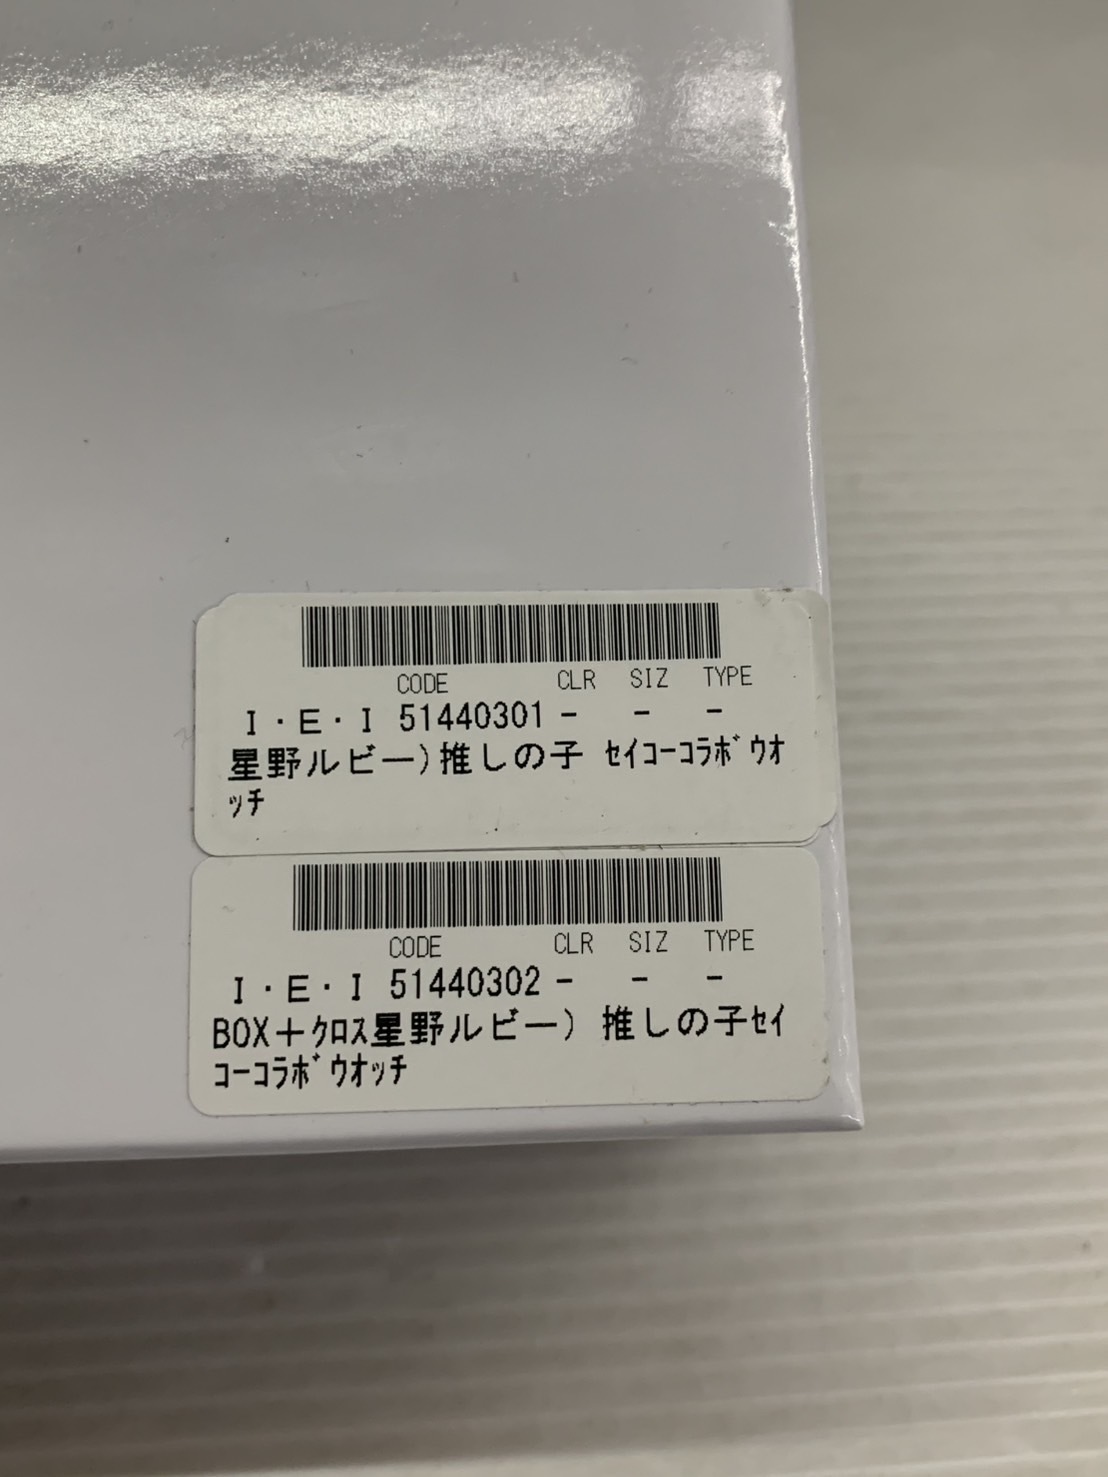 CODE CLR SIZ TYPE
I・E・I 51440301 - - -
星野ルビー)推しの子 ｾｲｺｰｺﾗﾎﾞｳｵ
ｯﾁ
CODE CLR SIZ TYPE
I・E・I 51440302 - - -
BOX＋ｸﾛｽ星野ルビー) 推しの子ｾｲ
ｺｰｺﾗﾎﾞｳｵｯﾁ